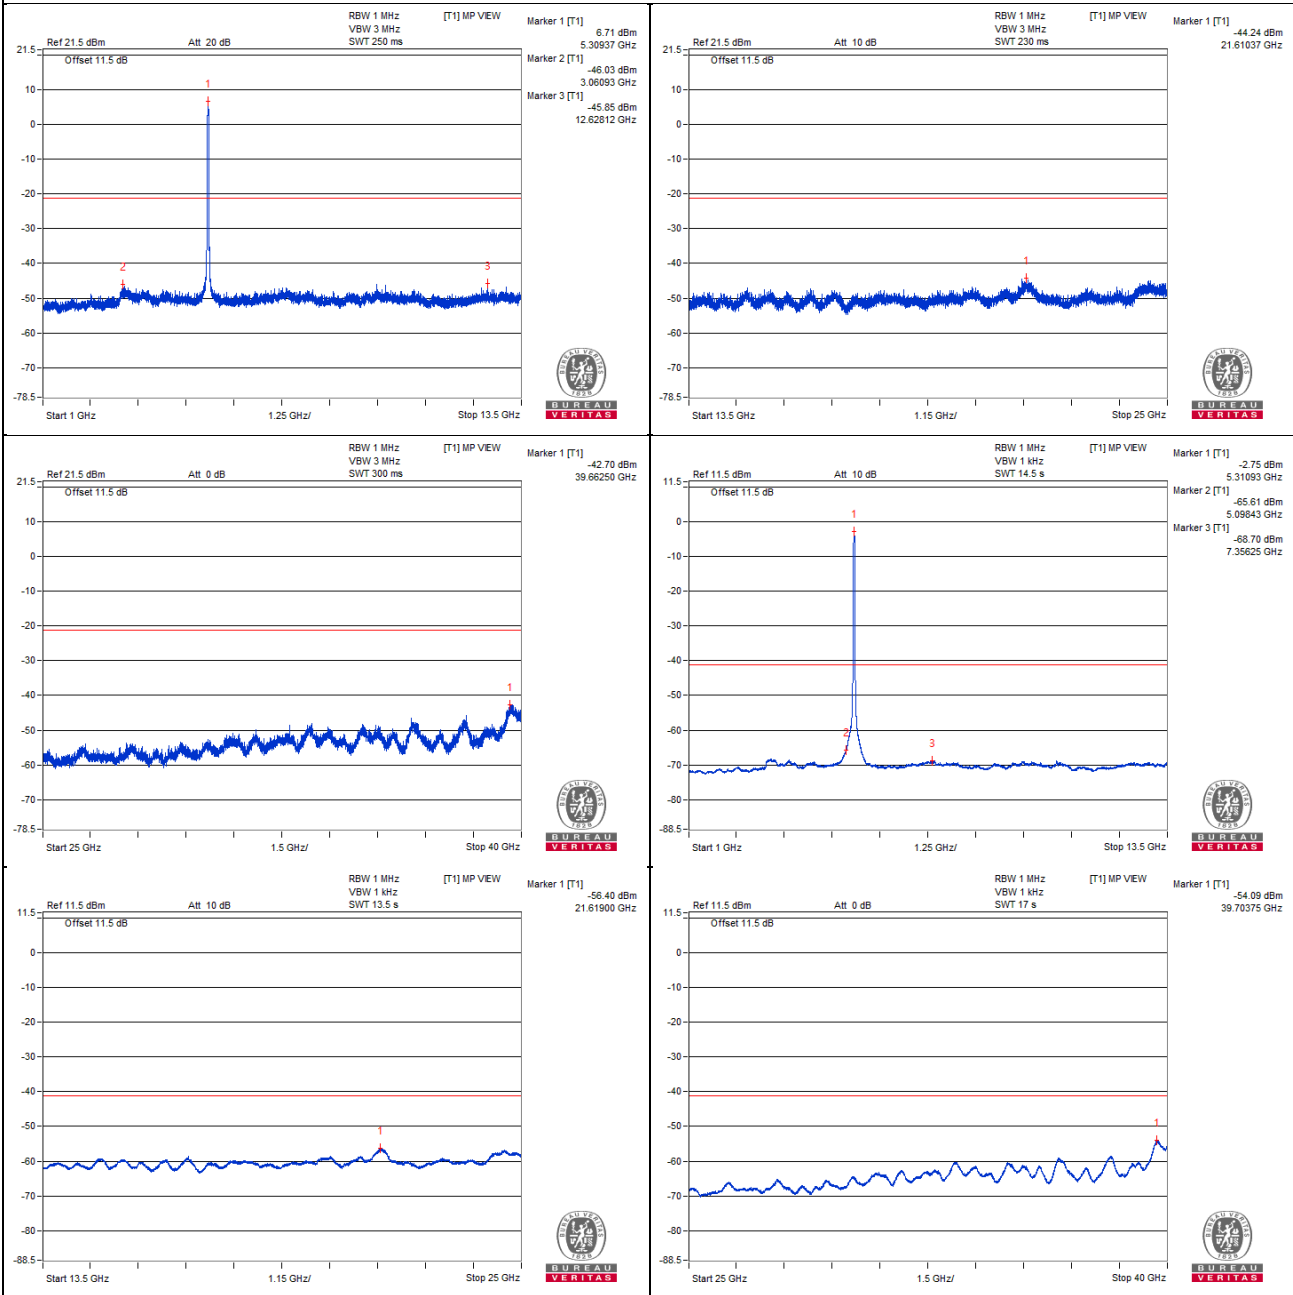 RBW 1 MHz [T1] MP VIEW
VBW 3 MHz
Ref 21.5 dBm Att 20 dB SWT 250 ms
Marker 1 [T1]
6.71 dBm
5.30937 GHz
Marker 2 [T1]
-46.03 dBm
3.06093 GHz
Marker 3 [T1]
-45.85 dBm
12.62812 GHz
21.5
Offset 11.5 dB
10
0
-10
-20
-30
-40
-50
-60
-70
-78.5
1
2
3
Start 1 GHz 1.25 GHz/ Stop 13.5 GHz
BUREAU VERITAS
1828
BUREAU
VERITAS
RBW 1 MHz [T1] MP VIEW
VBW 3 MHz
Ref 21.5 dBm Att 10 dB SWT 230 ms
Marker 1 [T1]
-44.24 dBm
21.61037 GHz
21.5
Offset 11.5 dB
10
0
-10
-20
-30
-40
-50
-60
-70
-78.5
1
Start 13.5 GHz 1.15 GHz/ Stop 25 GHz
BUREAU VERITAS
1828
BUREAU
VERITAS
RBW 1 MHz [T1] MP VIEW
VBW 3 MHz
Ref 21.5 dBm Att 0 dB SWT 300 ms
Marker 1 [T1]
-42.70 dBm
39.66250 GHz
21.5
Offset 11.5 dB
10
0
-10
-20
-30
-40
-50
-60
-70
-78.5
1
Start 25 GHz 1.5 GHz/ Stop 40 GHz
BUREAU VERITAS
1828
BUREAU
VERITAS
RBW 1 MHz [T1] MP VIEW
VBW 1 kHz
Ref 11.5 dBm Att 10 dB SWT 14.5 s
Marker 1 [T1]
-2.75 dBm
5.31093 GHz
Marker 2 [T1]
-65.61 dBm
5.09843 GHz
Marker 3 [T1]
-68.70 dBm
7.35625 GHz
11.5
Offset 11.5 dB
0
-10
-20
-30
-40
-50
-60
-70
-80
-88.5
1
2
3
Start 1 GHz 1.25 GHz/ Stop 13.5 GHz
BUREAU VERITAS
1828
BUREAU
VERITAS
RBW 1 MHz [T1] MP VIEW
VBW 1 kHz
Ref 11.5 dBm Att 10 dB SWT 13.5 s
Marker 1 [T1]
-56.40 dBm
21.61900 GHz
11.5
Offset 11.5 dB
0
-10
-20
-30
-40
-50
-60
-70
-80
-88.5
1
Start 13.5 GHz 1.15 GHz/ Stop 25 GHz
BUREAU VERITAS
1828
BUREAU
VERITAS
RBW 1 MHz [T1] MP VIEW
VBW 1 kHz
Ref 11.5 dBm Att 0 dB SWT 17 s
Marker 1 [T1]
-54.09 dBm
39.70375 GHz
11.5
Offset 11.5 dB
0
-10
-20
-30
-40
-50
-60
-70
-80
-88.5
1
Start 25 GHz 1.5 GHz/ Stop 40 GHz
BUREAU VERITAS
1828
BUREAU
VERITAS